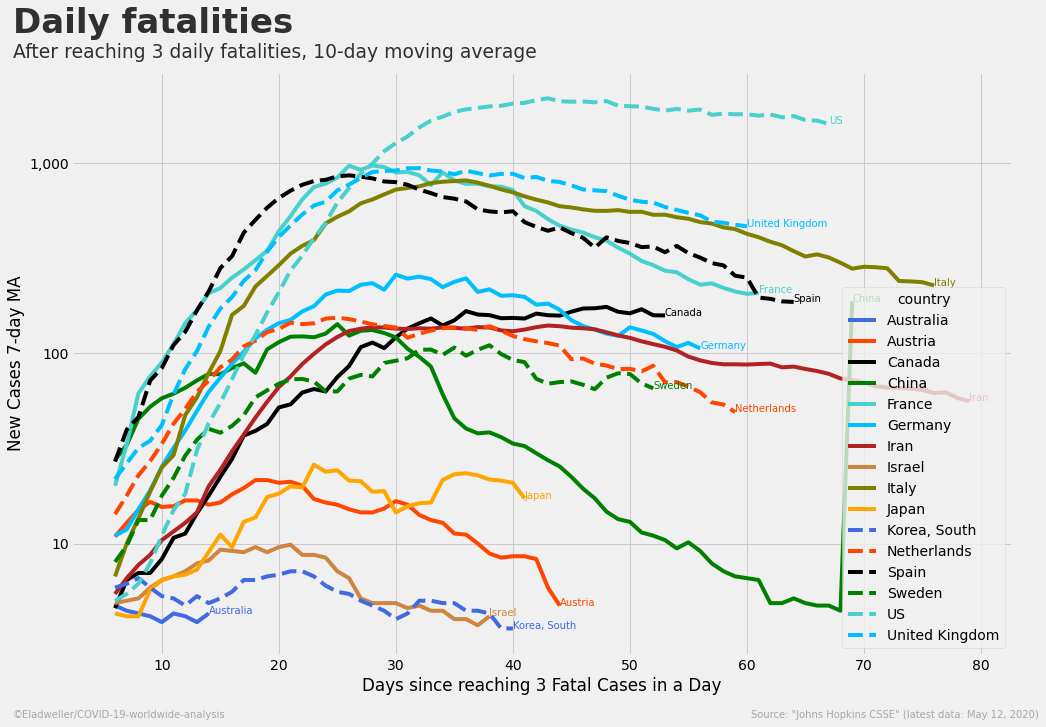 Daily fatalities
After reaching 3 daily fatalities, 10-day moving average
New Cases 7-day MA
1,000
100
10
US
United Kingdom
Italy
France
Spain
China
Canada
Germany
Sweden
Netherlands
Iran
Japan
Austria
Australia
Israel
Korea, South
country
Australia
Austria
Canada
China
France
Germany
Iran
Israel
Italy
Japan
Korea, South
Netherlands
Spain
Sweden
US
United Kingdom
10 20 30 40 50 60 70 80
Days since reaching 3 Fatal Cases in a Day
©Eladweller/COVID-19-worldwide-analysis
Source: "Johns Hopkins CSSE" (latest data: May 12, 2020)